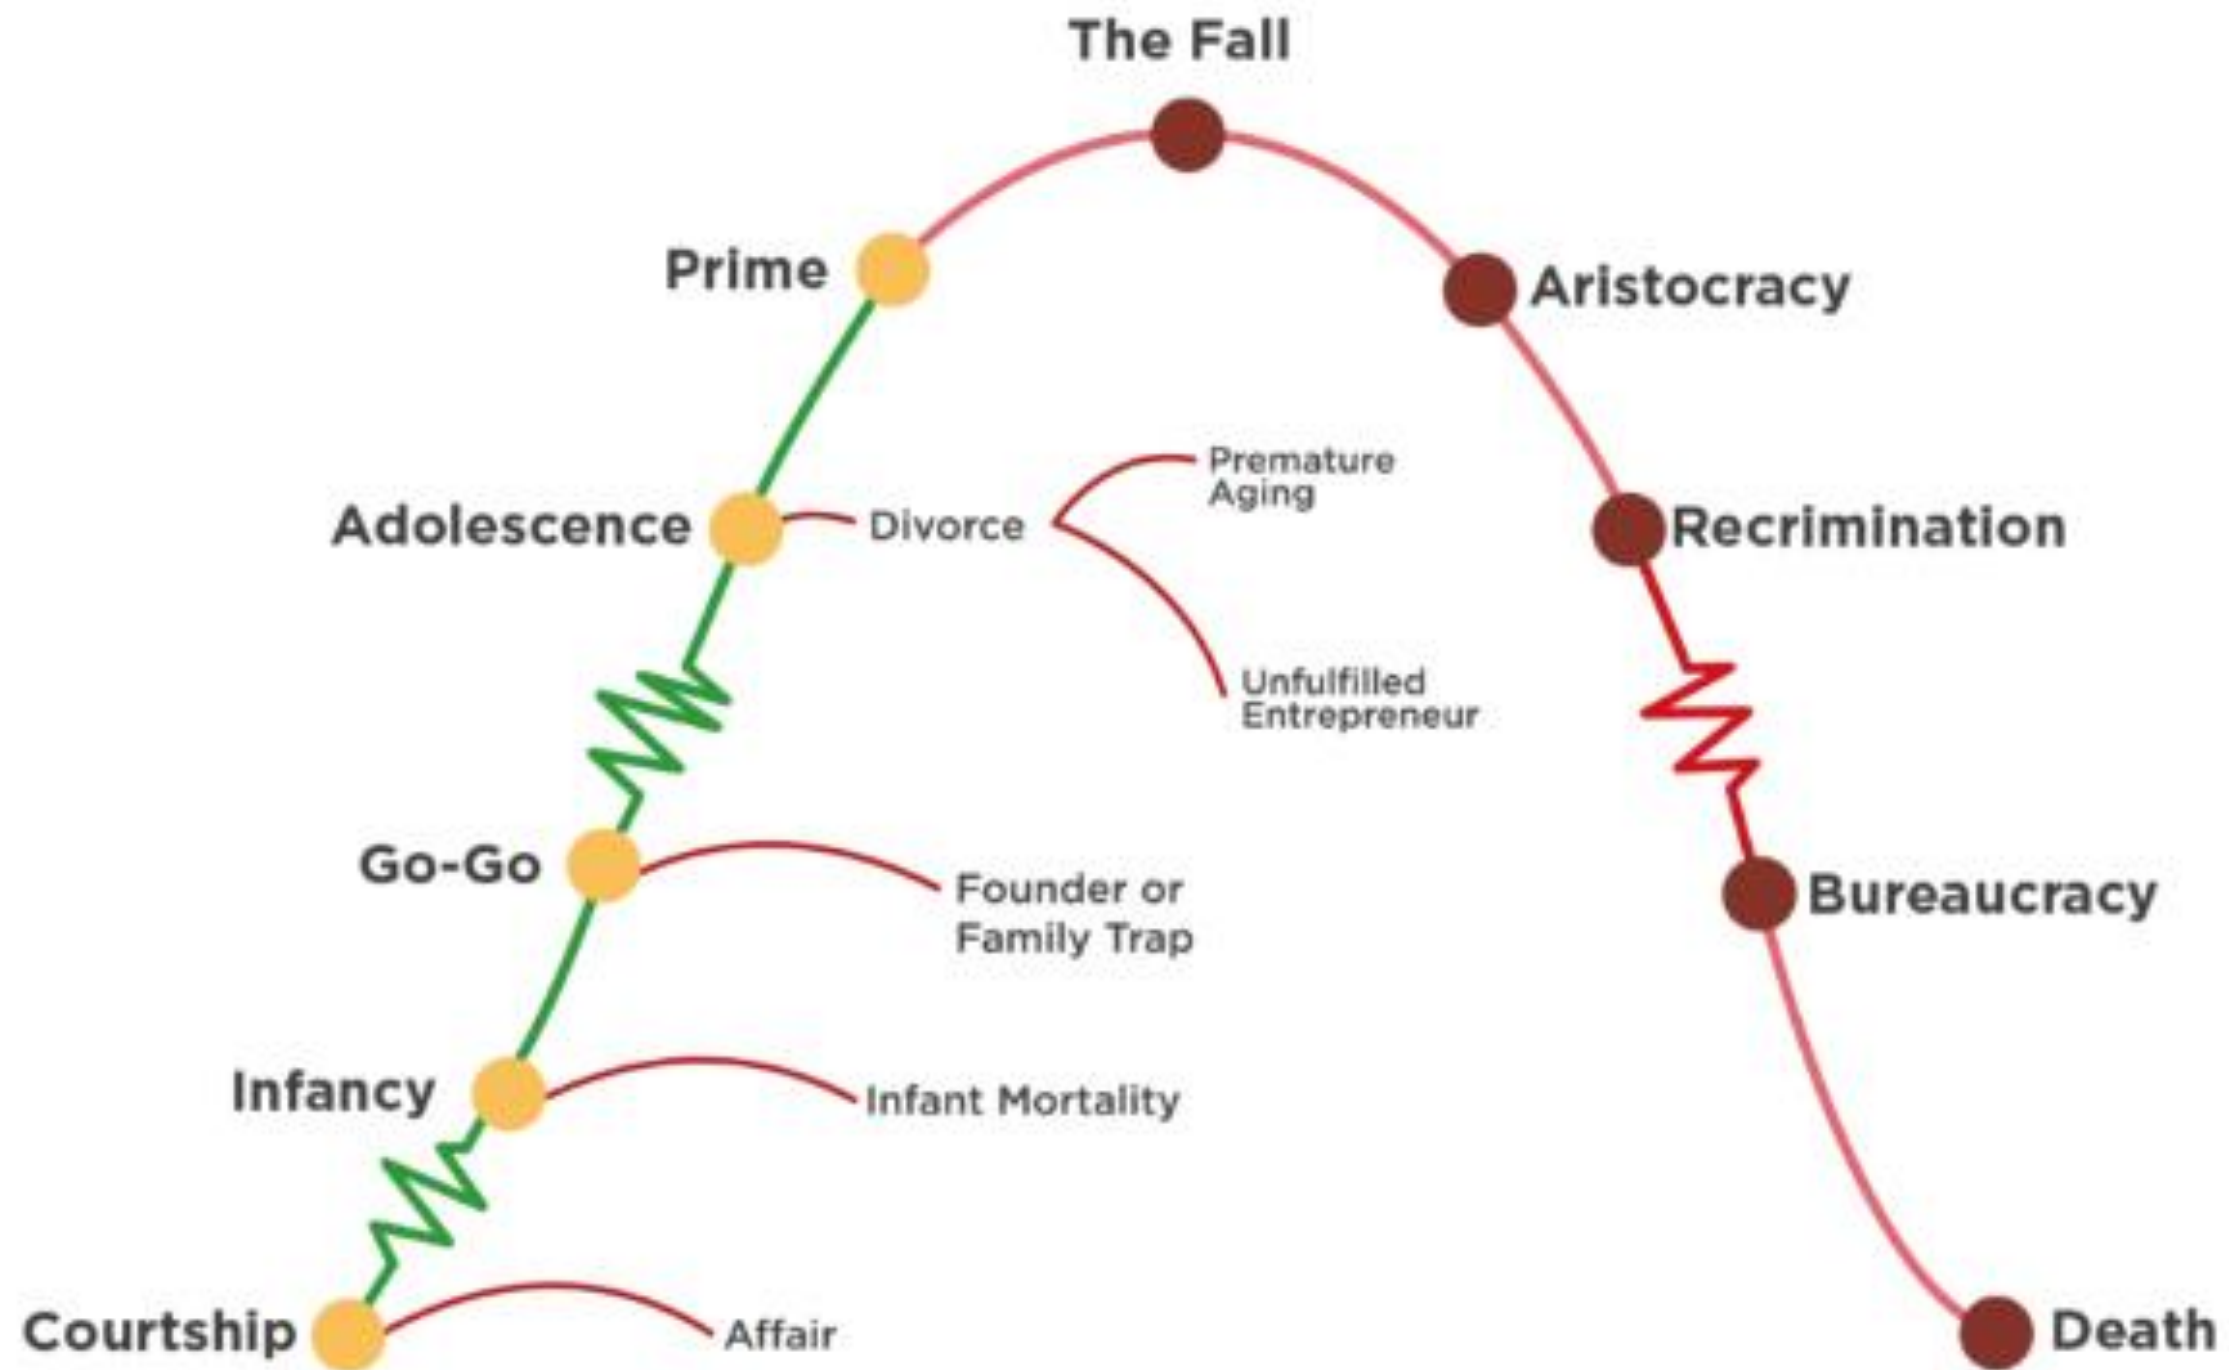 The Fall
Prime
Aristocracy
Premature
Aging
Adolescence
Divorce
Recrimination
Unfulfilled
Entrepreneur
Go-Go
Founder or
Family Trap
Bureaucracy
Infancy
Infant Mortality
Courtship
Affair
Death